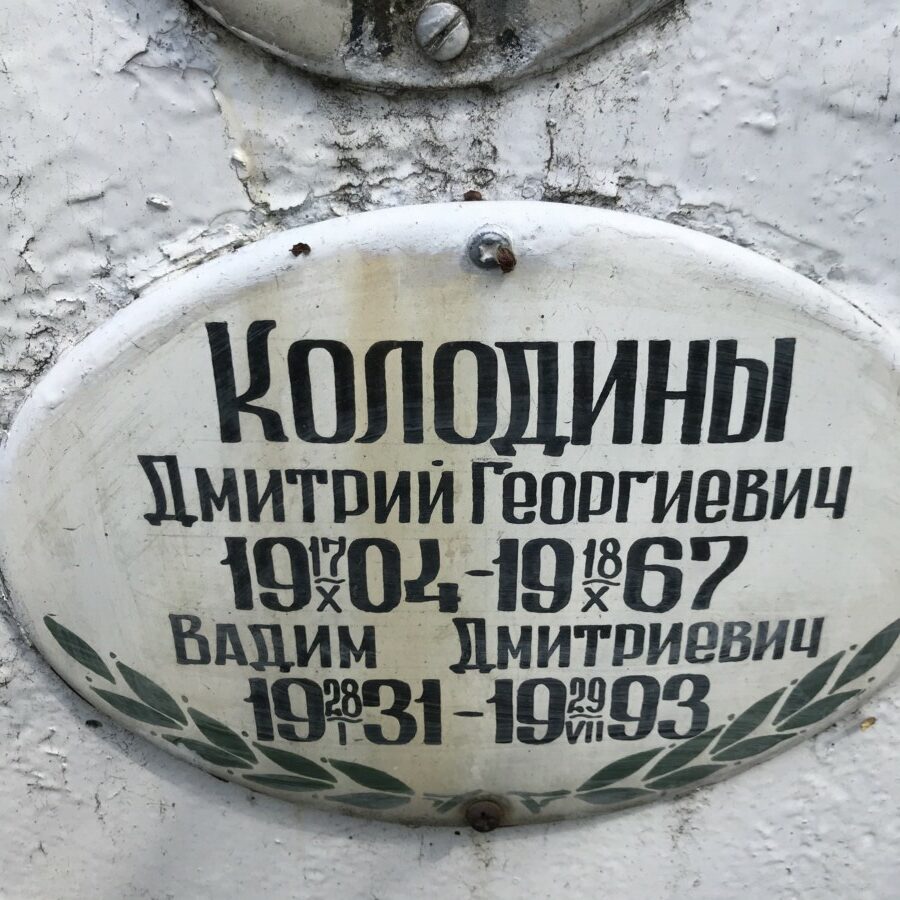 Колодины
Дмитрий Георгиевич
19 17/X 04 - 19 18/X 67
Вадим Дмитриевич
19 28/I 31 - 19 29/VII 93